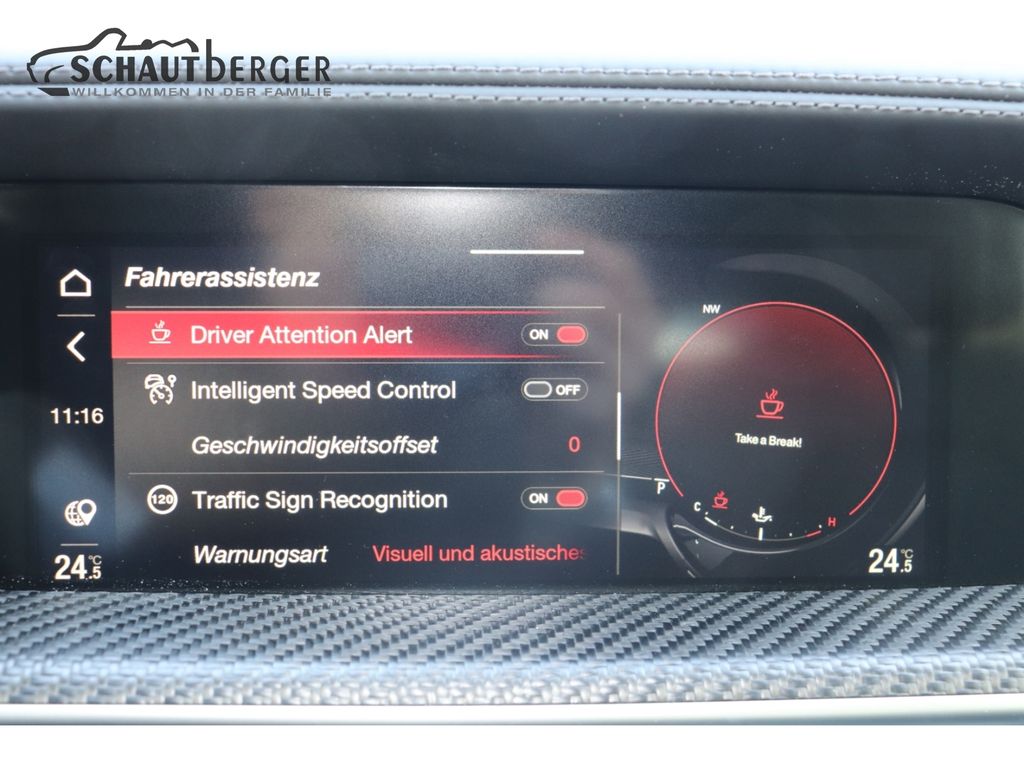 SCHAUTBERGER
WILLKOMMEN IN DER FAMILIE
Fahrerassistenz
Driver Attention Alert ON
Intelligent Speed Control OFF
11:16
Geschwindigkeitsoffset 0
120 Traffic Sign Recognition ON
Warnungsart Visuell und akustisches
24.5 °C
NW
Take a Break!
P
C H
24.5 °C